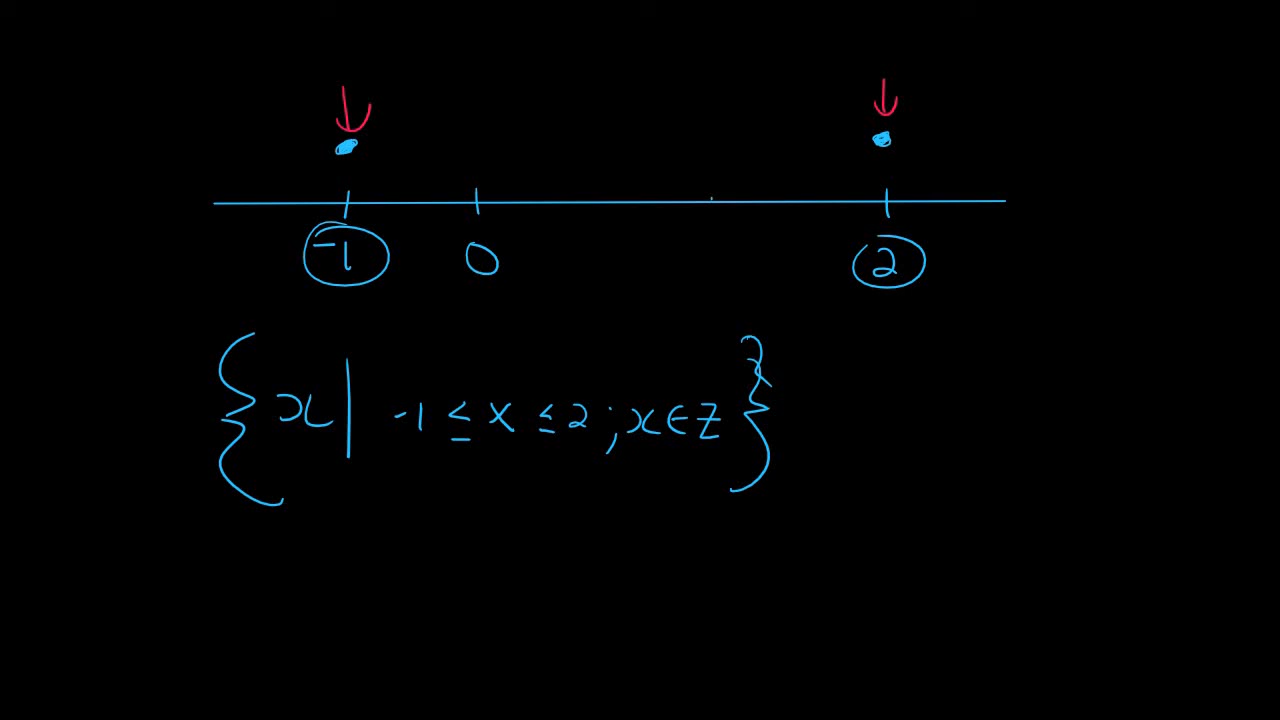 -1 0 2
{ x | -1 ≤ x ≤ 2 ; x ∈ Z }